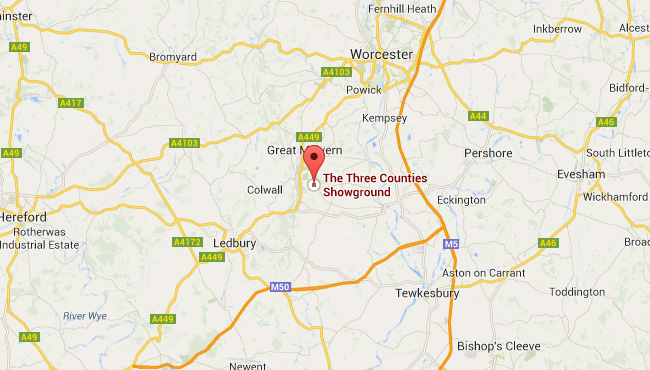 Fernhill Heath
minster
A49
Inkberrow
Alcest
Worcester
Bromyard
A4103
Bidford-
Powick
A417
A44
Kempsey
A46
A449
A4103
Great M vern
A49
Pershore
South Littleto
The Three Counties
Showground
Evesham
Colwall
Wickhamford
Eckington
Hereford
Rotherwas
Industrial Estate
A4172
Ledbury
M5
A46
Broad
A449
Aston on Carrant
M50
Tewkesbury
Toddington
River Wye
A449
A49
Bishop's Cleeve
Newent